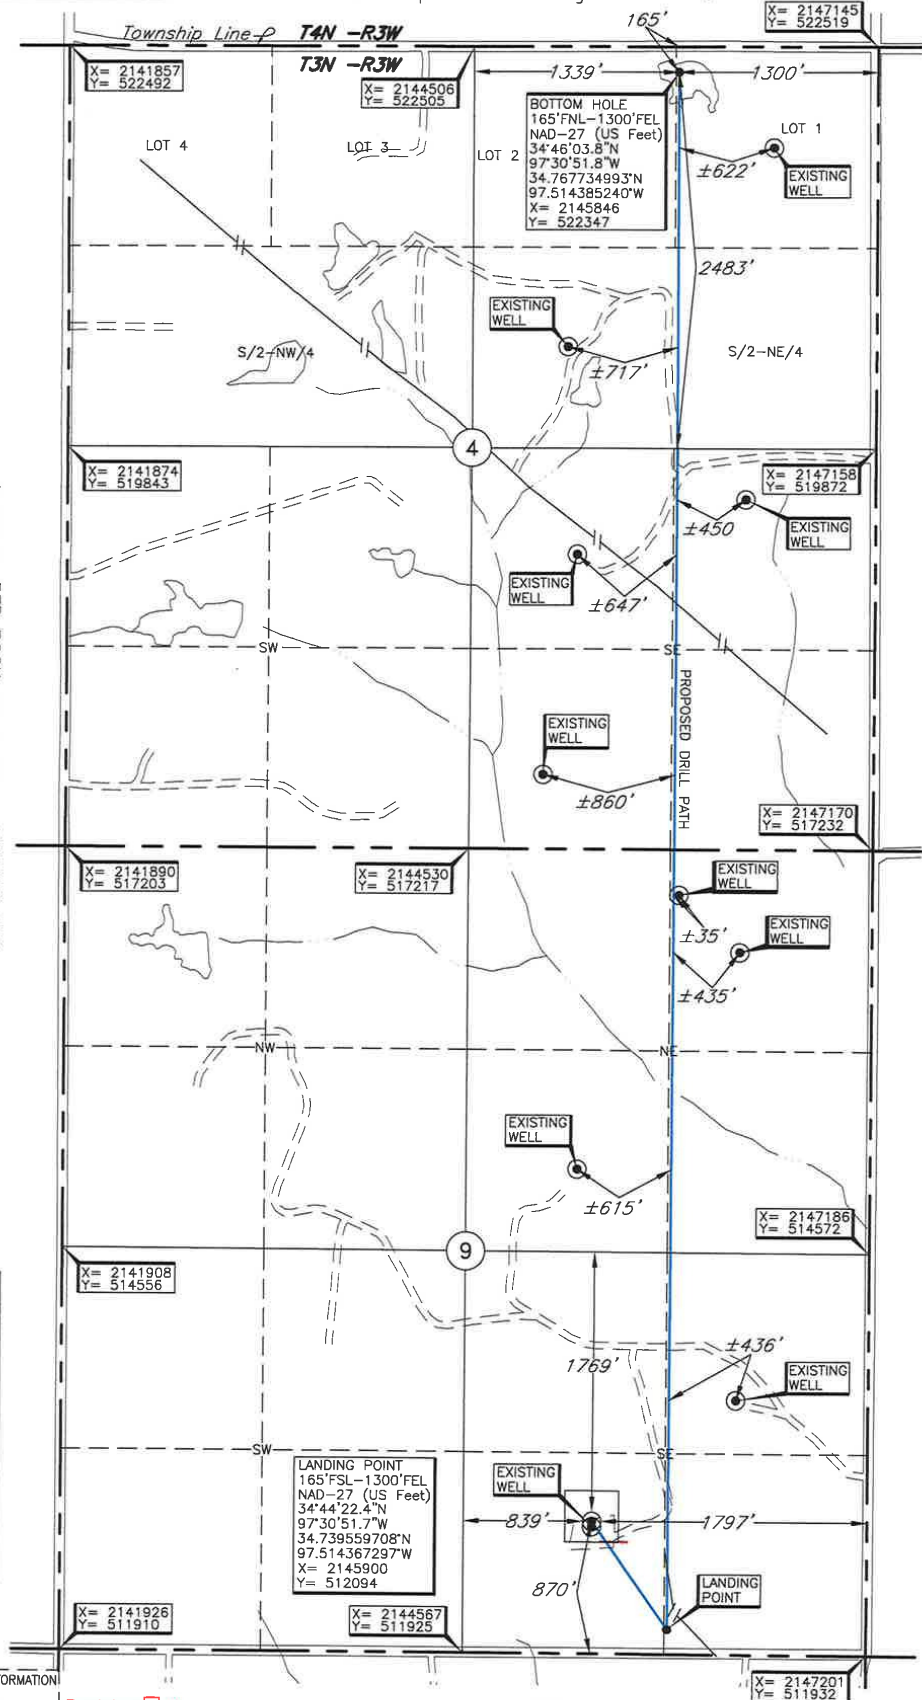 X= 2147145
Y= 522519
165'
Township Line
T4N -R3W
T3N -R3W
X= 2141857
Y= 522492
X= 2144506
Y= 522505
1339'
1300'
BOTTOM HOLE
165'FNL-1300'FEL
NAD-27 (US Feet)
34°46'03.8"N
97°30'51.8"W
34.767734993°N
97.514385240°W
X= 2145846
Y= 522347
LOT 4
LOT 3
LOT 2
LOT 1
±622'
EXISTING
WELL
2483'
EXISTING
WELL
±717'
S/2-NW/4
S/2-NE/4
4
X= 2141874
Y= 519843
X= 2147158
Y= 519872
±450
EXISTING
WELL
EXISTING
WELL
±647'
SW
SE
PROPOSED DRILL PATH
EXISTING
WELL
±860'
X= 2147170
Y= 517232
X= 2141890
Y= 517203
X= 2144530
Y= 517217
EXISTING
WELL
±35'
EXISTING
WELL
±435'
NW
NE
EXISTING
WELL
±615'
X= 2147186
Y= 514572
9
X= 2141908
Y= 514556
1769'
±436'
EXISTING
WELL
SW
SE
LANDING POINT
165'FSL-1300'FEL
NAD-27 (US Feet)
34°44'22.4"N
97°30'51.7"W
34.739559708°N
97.514367297°W
X= 2145900
Y= 512094
EXISTING
WELL
839'
1797'
870'
LANDING
POINT
X= 2141926
Y= 511910
X= 2144567
Y= 511925
X= 2147201
Y= 511932
ORMATION